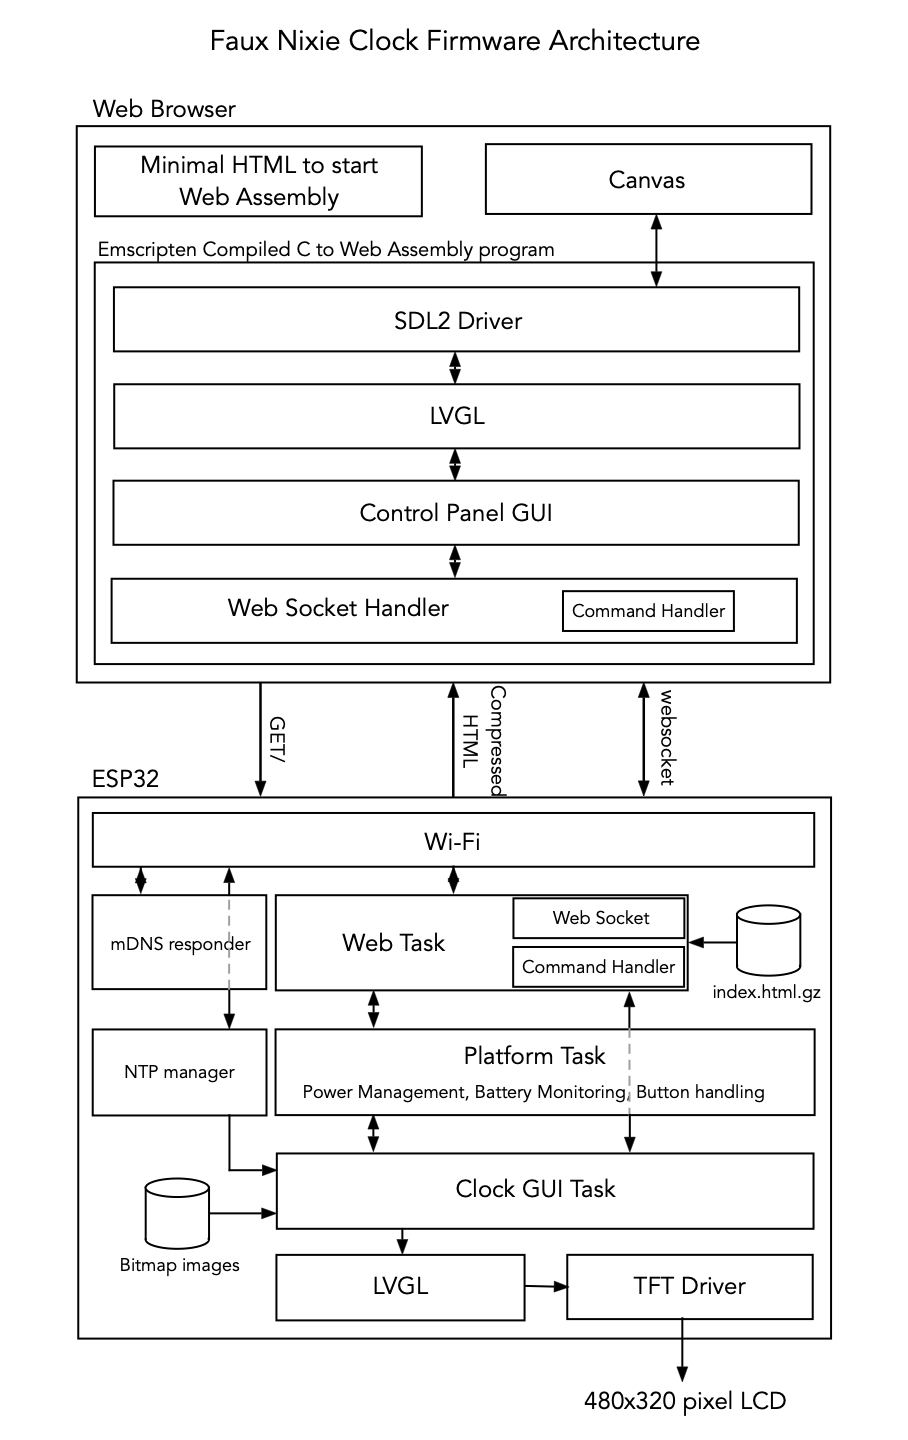 Faux Nixie Clock Firmware Architecture
Web Browser
Minimal HTML to start
Web Assembly
Canvas
Emscripten Compiled C to Web Assembly program
SDL2 Driver
LVGL
Control Panel GUI
Web Socket Handler
Command Handler
GET/
Compressed
HTML
websocket
ESP32
Wi-Fi
mDNS responder
Web Task
Web Socket
Command Handler
index.html.gz
NTP manager
Platform Task
Power Management, Battery Monitoring, Button handling
Clock GUI Task
Bitmap images
LVGL
TFT Driver
480x320 pixel LCD